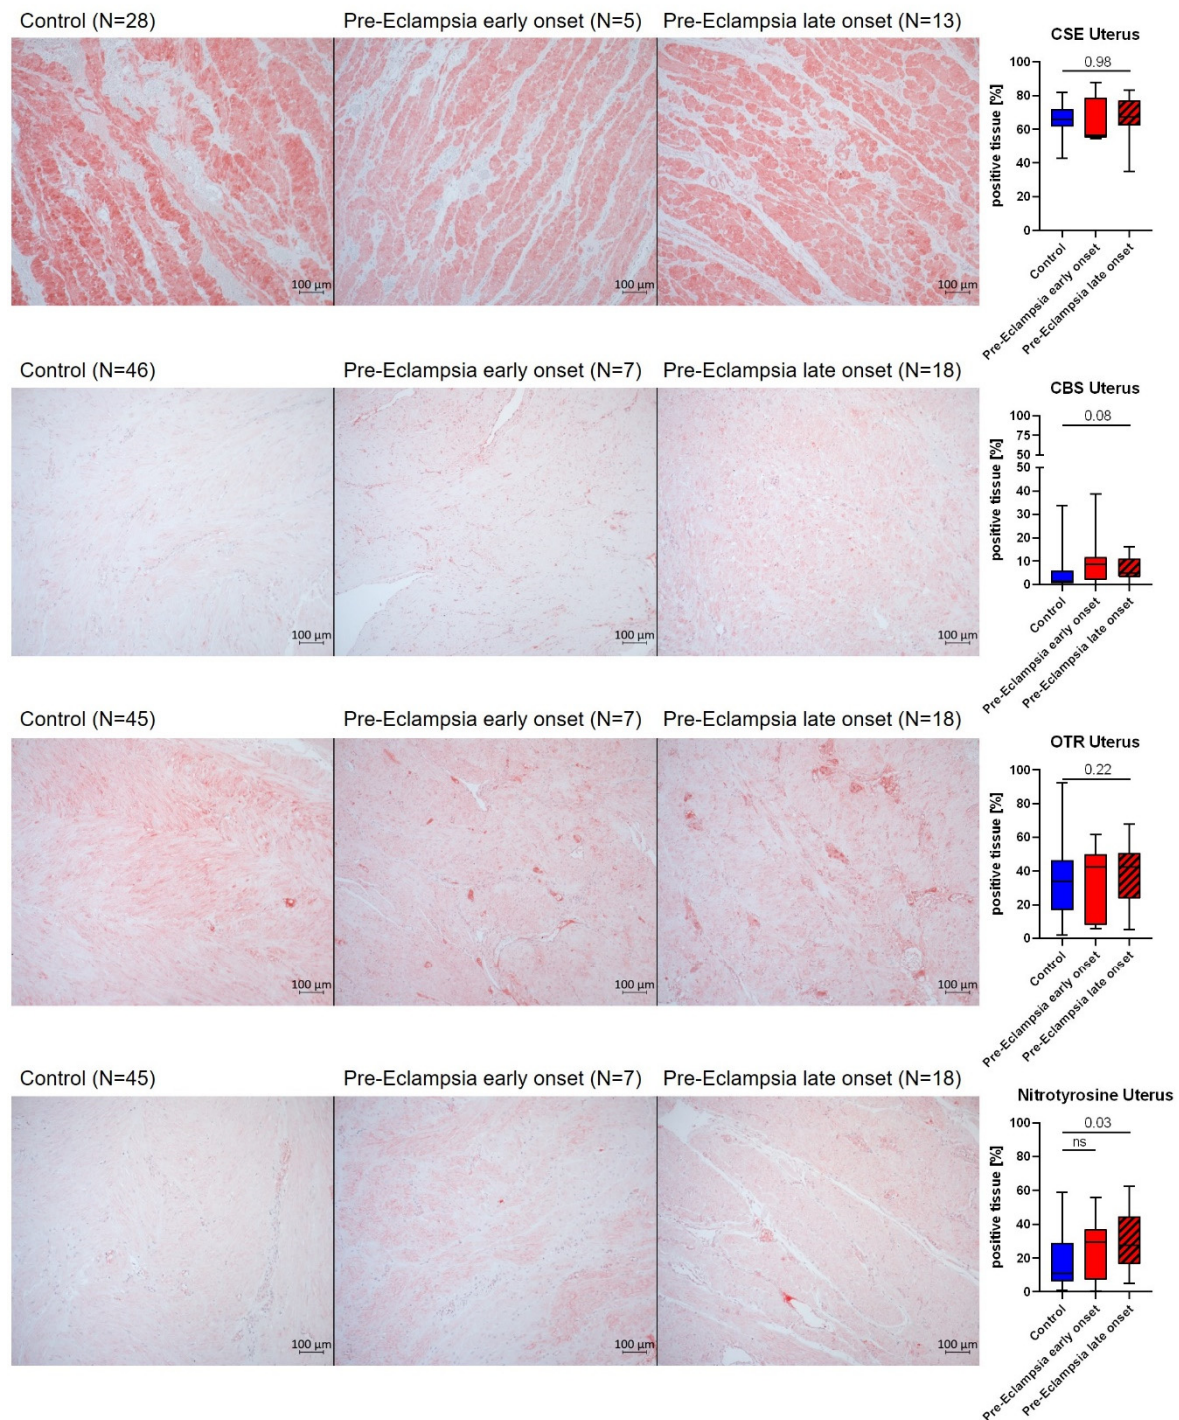 Control (N=28)
Pre-Eclampsia early onset (N=5)
Pre-Eclampsia late onset (N=13)
100 µm
100 µm
100 µm
CSE Uterus
0.98
positive tissue [%]
100
80
60
40
20
0
Control
Pre-Eclampsia early onset
Pre-Eclampsia late onset
Control (N=46)
Pre-Eclampsia early onset (N=7)
Pre-Eclampsia late onset (N=18)
100 µm
100 µm
100 µm
CBS Uterus
0.08
positive tissue [%]
100
75
50
50
40
30
20
10
0
Control
Pre-Eclampsia early onset
Pre-Eclampsia late onset
Control (N=45)
Pre-Eclampsia early onset (N=7)
Pre-Eclampsia late onset (N=18)
100 µm
100 µm
100 µm
OTR Uterus
0.22
positive tissue [%]
100
80
60
40
20
0
Control
Pre-Eclampsia early onset
Pre-Eclampsia late onset
Control (N=45)
Pre-Eclampsia early onset (N=7)
Pre-Eclampsia late onset (N=18)
100 µm
100 µm
100 µm
Nitrotyrosine Uterus
0.03
ns
positive tissue [%]
100
80
60
40
20
0
Control
Pre-Eclampsia early onset
Pre-Eclampsia late onset